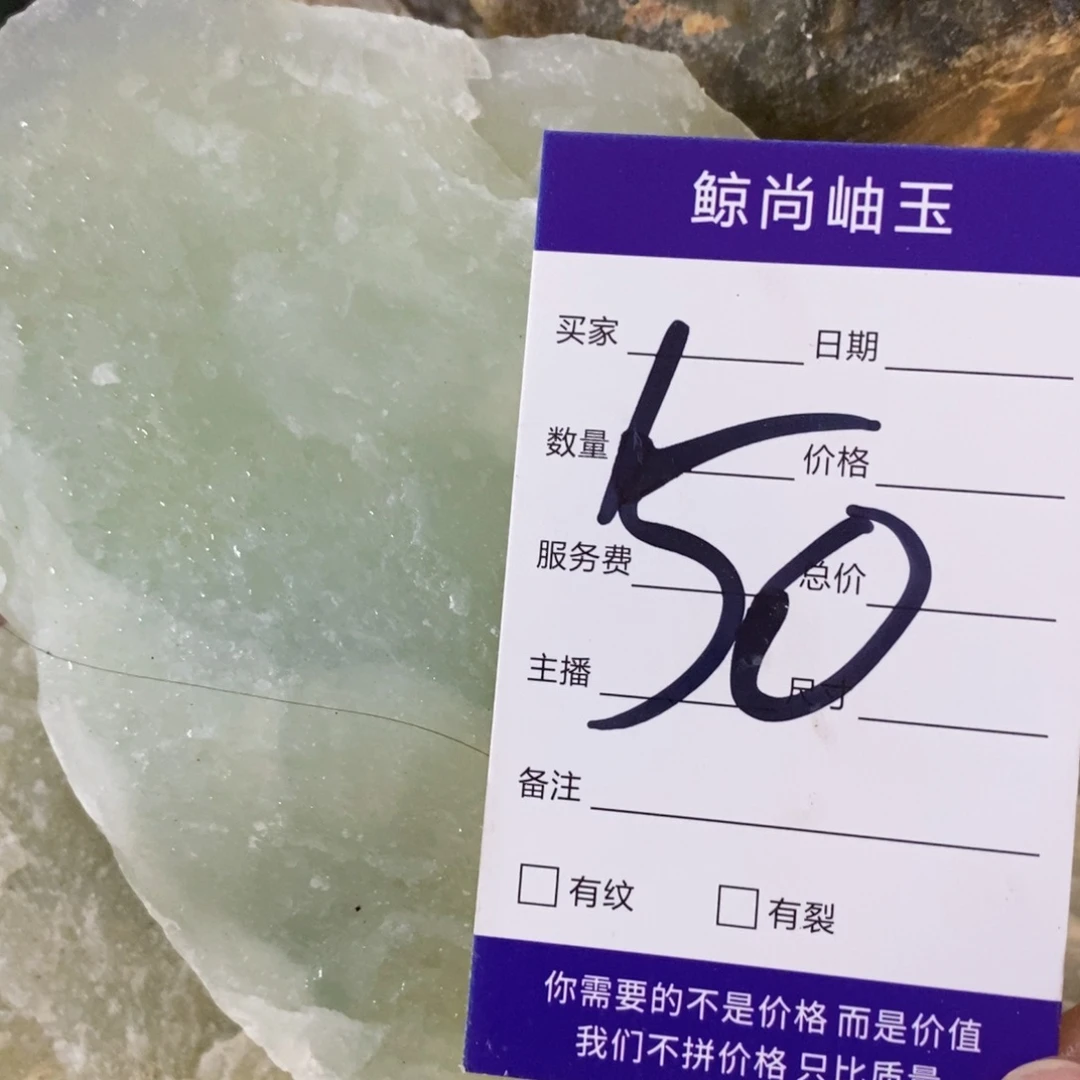 鲸尚岫玉
买家 日期
数量 价格
服务费 总价
主播 尺寸
50
备注
有纹 有裂
你需要的不是价格 而是价值
我们不拼价格 只比质量